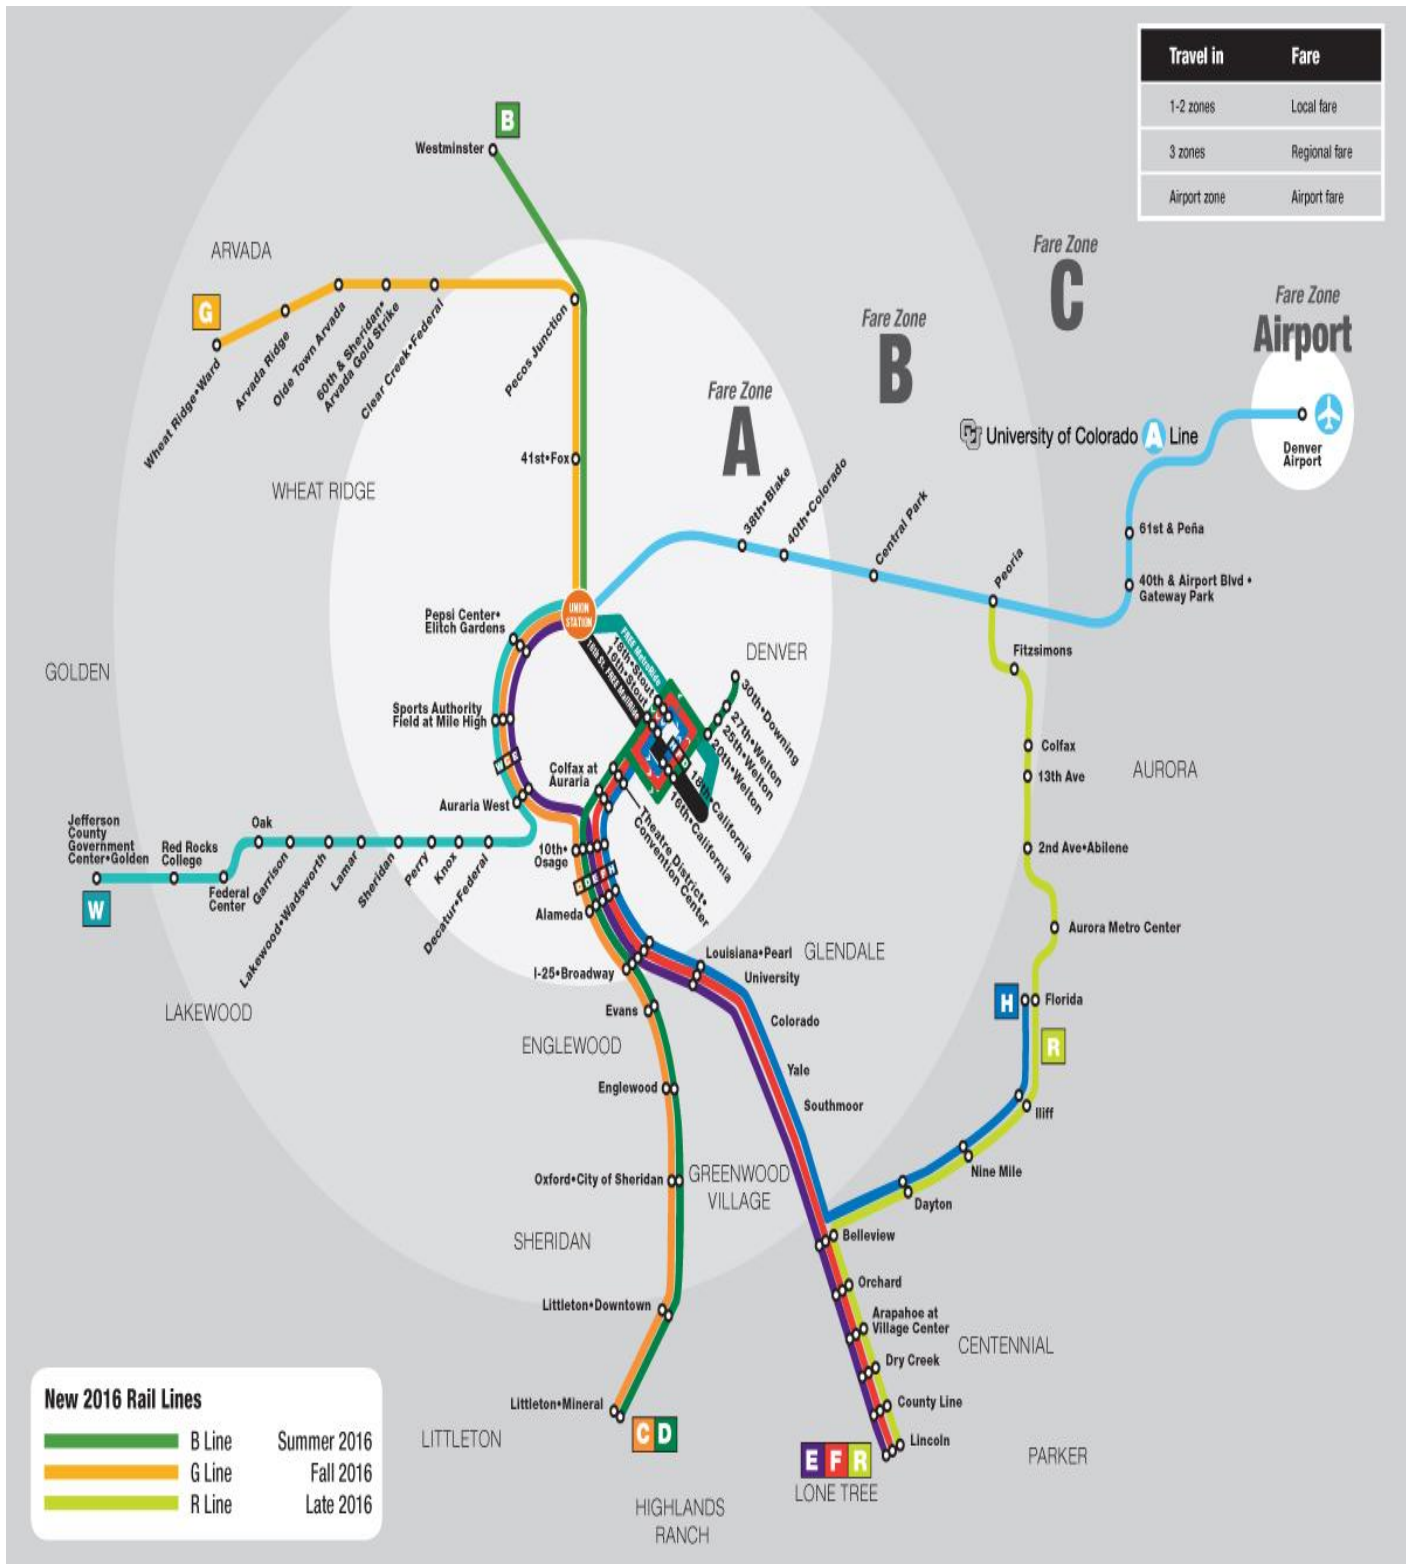 Travel in Fare
1-2 zones Local fare
3 zones Regional fare
Airport zone Airport fare
B
Westminster
ARVADA
G
Wheat Ridge•Ward
Arvada Ridge
Olde Town Arvada
60th & Sheridan•
Arvada Gold Strike
Clear Creek•Federal
Pecos Junction
41st•Fox
WHEAT RIDGE
Fare Zone
A
Fare Zone
B
Fare Zone
C
Fare Zone
Airport
University of Colorado A Line
Denver
Airport
38th•Blake
40th•Colorado
Central Park
Peoria
61st & Peña
40th & Airport Blvd •
Gateway Park
UNION
STATION
Pepsi Center•
Elitch Gardens
FREE MetroRide
18th•Stout
16th•Stout
DENVER
GOLDEN
Sports Authority
Field at Mile High
30th•Downing
27th•Welton
25th•Welton
20th•Welton
18th•California
16th•California
Theatre District•
Convention Center
Colfax at
Auraria
Auraria West
10th•
Osage
Alameda
I-25•Broadway
Fitzsimons
Colfax
13th Ave
AURORA
2nd Ave•Abilene
Aurora Metro Center
Florida
H
R
Iliff
Nine Mile
Dayton
Jefferson
County
Government
Center•Golden
W
Red Rocks
College
Federal
Center
Oak
Garrison
Lakewood•Wadsworth
Lamar
Sheridan
Perry
Knox
Decatur•Federal
LAKEWOOD
Louisiana•Pearl
GLENDALE
University
Colorado
Yale
Southmoor
Evans
ENGLEWOOD
Englewood
Oxford•City of Sheridan
GREENWOOD
VILLAGE
SHERIDAN
Littleton•Downtown
Littleton•Mineral
C D
LITTLETON
HIGHLANDS
RANCH
Belleview
Orchard
Arapahoe at
Village Center
CENTENNIAL
Dry Creek
County Line
Lincoln
E F R
LONE TREE
PARKER
New 2016 Rail Lines
B Line Summer 2016
G Line Fall 2016
R Line Late 2016